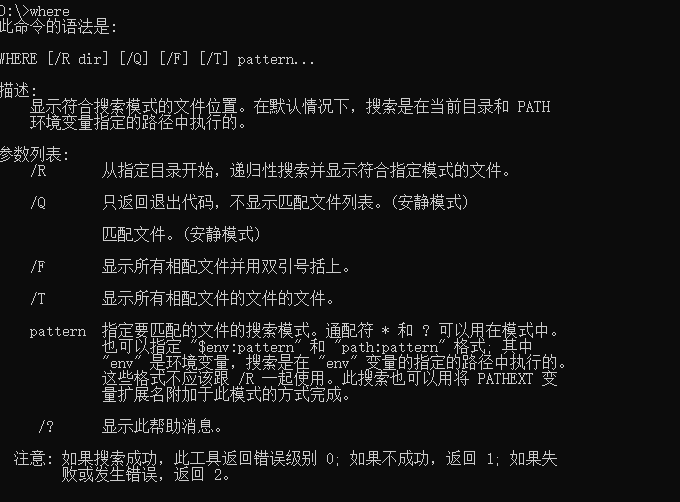 D:\>where
此命令的语法是:
WHERE [/R dir] [/Q] [/F] [/T] pattern...
描述:
显示符合搜索模式的文件位置。在默认情况下，搜索是在当前目录和 PATH
环境变量指定的路径中执行的。
参数列表:
/R 从指定目录开始，递归性搜索并显示符合指定模式的文件。
/Q 只返回退出代码，不显示匹配文件列表。(安静模式)
匹配文件。(安静模式)
/F 显示所有相配文件并用双引号括上。
/T 显示所有相配文件的文件的文件。
pattern 指定要匹配的文件的搜索模式。通配符 * 和 ? 可以用在模式中。
也可以指定 "$env:pattern" 和 "path:pattern" 格式; 其中
"env" 是环境变量，搜索是在 "env" 变量的指定的路径中执行的。
这些格式不应该跟 /R 一起使用。此搜索也可以用将 PATHEXT 变
量扩展名附加于此模式的方式完成。
/? 显示此帮助消息。
注意: 如果搜索成功，此工具返回错误级别 0; 如果不成功，返回 1; 如果失
败或发生错误，返回 2。